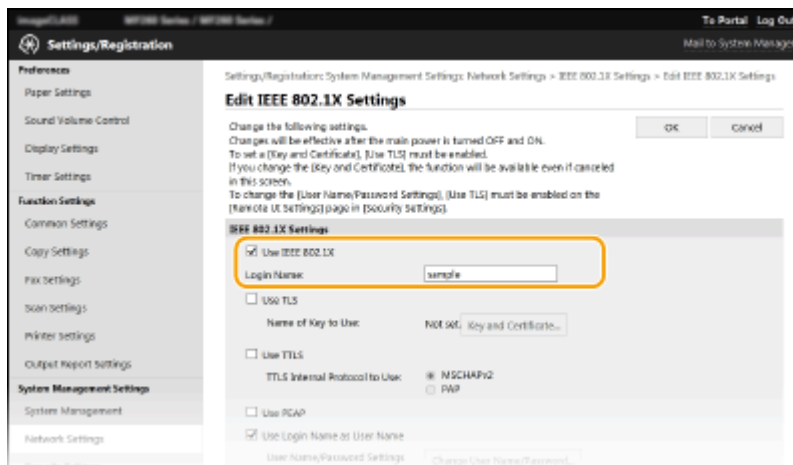 To Portal Log Out
Settings/Registration
Mail to System Manager
Preferences
Paper Settings
Sound Volume Control
Display Settings
Timer Settings
Function Settings
Common Settings
Copy Settings
Fax Settings
Scan Settings
Printer Settings
Output Report Settings
System Management Settings
System Management
Network Settings
Settings/Registration: System Management Settings: Network Settings > IEEE 802.1X Settings > Edit IEEE 802.1X Settings
Edit IEEE 802.1X Settings
Change the following settings.
OK Cancel
Changes will be effective after the main power is turned OFF and ON.
To set a [Key and Certificate], [Use TLS] must be enabled.
If you change the [Key and Certificate], the function will be available even if canceled
in this screen.
To change the [User Name/Password Settings], [Use TLS] must be enabled on the
[Remote UI Settings] page in [Security Settings].
IEEE 802.1X Settings
Use IEEE 802.1X
Login Name: sample
Use TLS
Name of Key to Use: Not set. Key and Certificate...
Use TTLS
TTLS Internal Protocol to Use: MSCHAPv2
PAP
Use PEAP
Use Login Name as User Name
User Name/Password Settings Change User Name/Password...